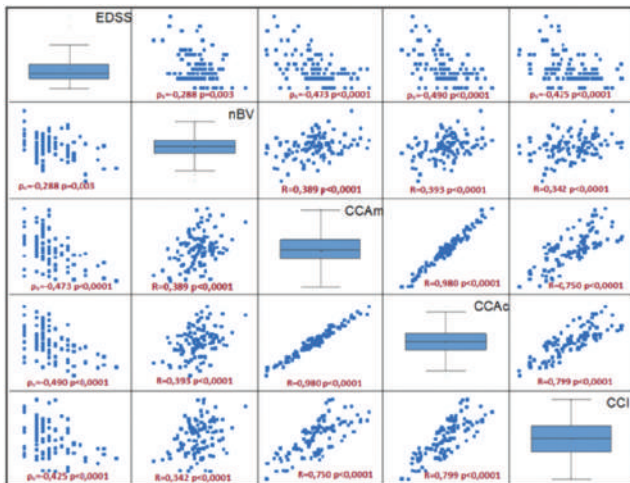 EDSS
ρₛ=-0,288 p=0,003
ρₛ=-0,473 p<0,0001
ρₛ=-0,490 p<0,0001
ρₛ=-0,425 p<0,0001
ρₛ=-0,288 p=0,003
nBV
R=0,389 p<0,0001
R=0,393 p<0,0001
R=0,342 p<0,0001
ρₛ=-0,473 p<0,0001
R=0,389 p<0,0001
CCAm
R=0,980 p<0,0001
R=0,750 p<0,0001
ρₛ=-0,490 p<0,0001
R=0,393 p<0,0001
R=0,980 p<0,0001
CCAc
R=0,799 p<0,0001
ρₛ=-0,425 p<0,0001
R=0,342 p<0,0001
R=0,750 p<0,0001
R=0,799 p<0,0001
CCI